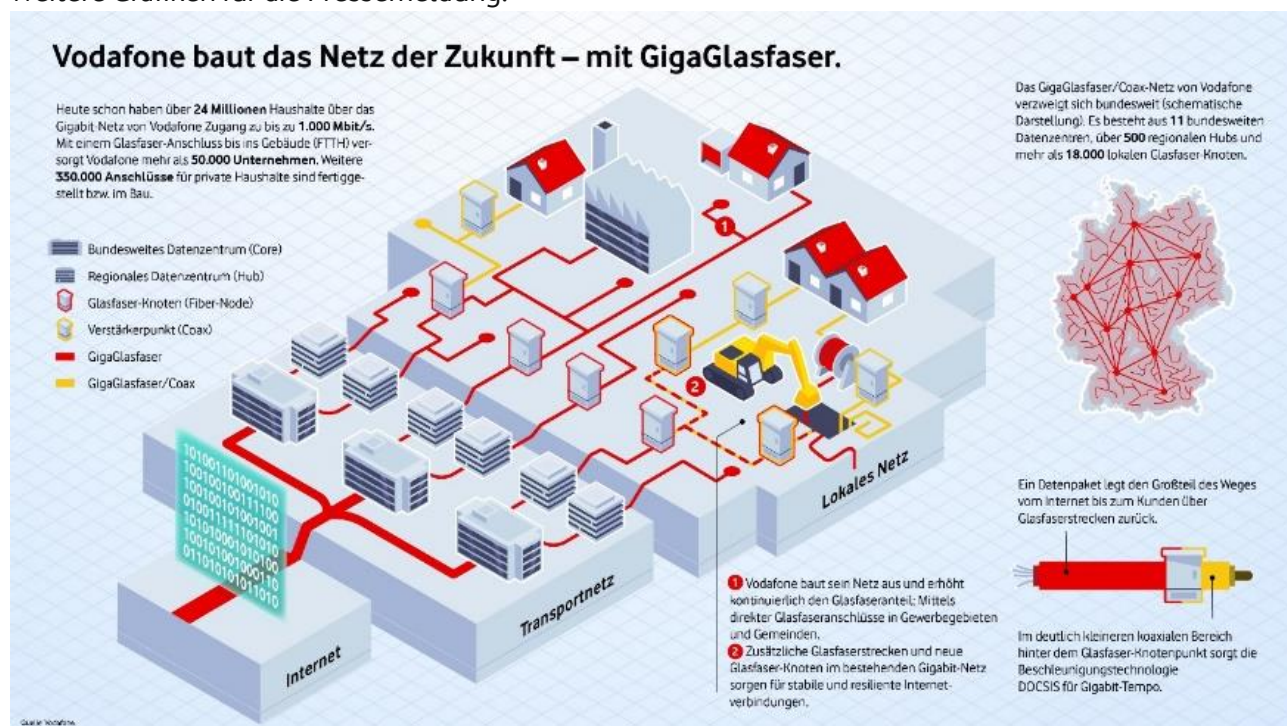 Weitere Grafiken für die Pressemeldung:
Vodafone baut das Netz der Zukunft – mit GigaGlasfaser.
Heute schon haben über 24 Millionen Haushalte über das
Gigabit-Netz von Vodafone Zugang zu bis zu 1.000 Mbit/s.
Mit einem Glasfaser-Anschluss bis ins Gebäude (FTTH) ver-
sorgt Vodafone mehr als 50.000 Unternehmen. Weitere
350.000 Anschlüsse für private Haushalte sind fertigge-
stellt bzw. im Bau.
Bundesweites Datenzentrum (Core)
Regionales Datenzentrum (Hub)
Glasfaser-Knoten (Fiber-Node)
Verstärkerpunkt (Coax)
GigaGlasfaser
GigaGlasfaser/Coax
Das GigaGlasfaser/Coax-Netz von Vodafone
verzweigt sich bundesweit (schematische
Darstellung). Es besteht aus 11 bundesweiten
Datenzentren, über 500 regionalen Hubs und
mehr als 18.000 lokalen Glasfaser-Knoten.
1
2
Internet
Transportnetz
Lokales Netz
1 Vodafone baut sein Netz aus und erhöht
kontinuierlich den Glasfaseranteil: Mittels
direkter Glasfaseranschlüsse in Gewerbegebieten
und Gemeinden.
2 Zusätzliche Glasfaserstrecken und neue
Glasfaser-Knoten im bestehenden Gigabit-Netz
sorgen für stabile und resiliente Internet-
verbindungen.
Ein Datenpaket legt den Großteil des Weges
vom Internet bis zum Kunden über
Glasfaserstrecken zurück.
Im deutlich kleineren koaxialen Bereich
hinter dem Glasfaser-Knotenpunkt sorgt die
Beschleunigungstechnologie
DOCSIS für Gigabit-Tempo.
Quelle: Vodafone